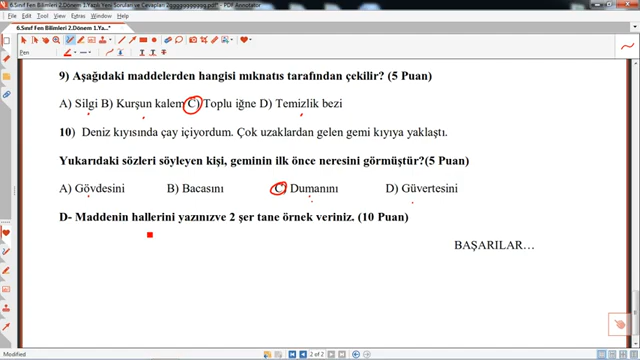 6.Sınıf Fen Bilimleri 2.Dönem 1.Yazılı Yeni Soruları ve Cevapları 2gggggggggg.pdf* - PDF Annotator
File Edit View Insert Tools Window Help
6.Sınıf Fen Bilimleri 2.Dönem 1.Ya...*
Pen
9) Aşağıdaki maddelerden hangisi mıknatıs tarafından çekilir? (5 Puan)
A) Silgi B) Kurşun kalem C) Toplu iğne D) Temizlik bezi
10) Deniz kıyısında çay içiyordum. Çok uzaklardan gelen gemi kıyıya yaklaştı.
Yukarıdaki sözleri söyleyen kişi, geminin ilk önce neresini görmüştür?(5 Puan)
A) Gövdesini B) Bacasını C) Dumanını D) Güvertesini
D- Maddenin hallerini yazınızve 2 şer tane örnek veriniz. (10 Puan)
BAŞARILAR…
Modified
2 of 2